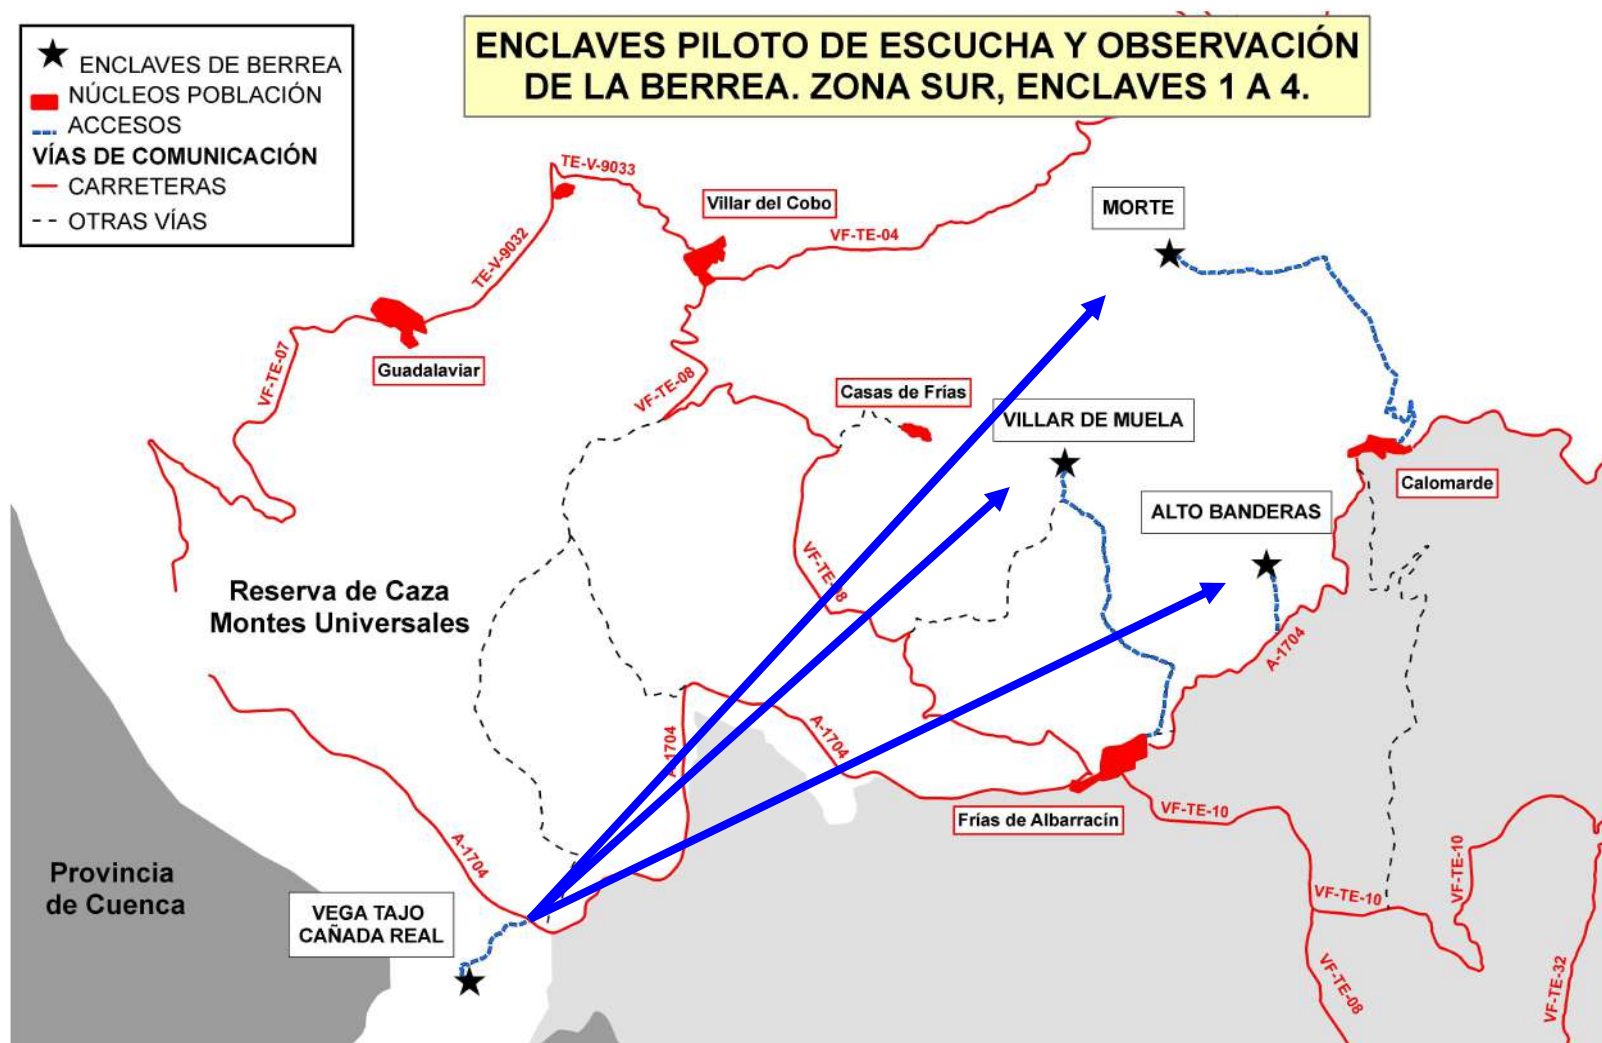 ENCLAVES PILOTO DE ESCUCHA Y OBSERVACIÓN
DE LA BERREA. ZONA SUR, ENCLAVES 1 A 4.
ENCLAVES DE BERREA
NÚCLEOS POBLACIÓN
ACCESOS
VÍAS DE COMUNICACIÓN
CARRETERAS
OTRAS VÍAS
TE-V-9033
Villar del Cobo
MORTE
VF-TE-04
TE-V-9032
Guadalaviar
VF-TE-07
VF-TE-08
Casas de Frías
VILLAR DE MUELA
Calomarde
ALTO BANDERAS
VF-TE-08
Reserva de Caza
Montes Universales
A-1704
A-1704
A-1704
Frías de Albarracín
VF-TE-10
A-1704
Provincia
de Cuenca
VF-TE-10
VF-TE-10
VEGA TAJO
CAÑADA REAL
VF-TE-08
VF-TE-32